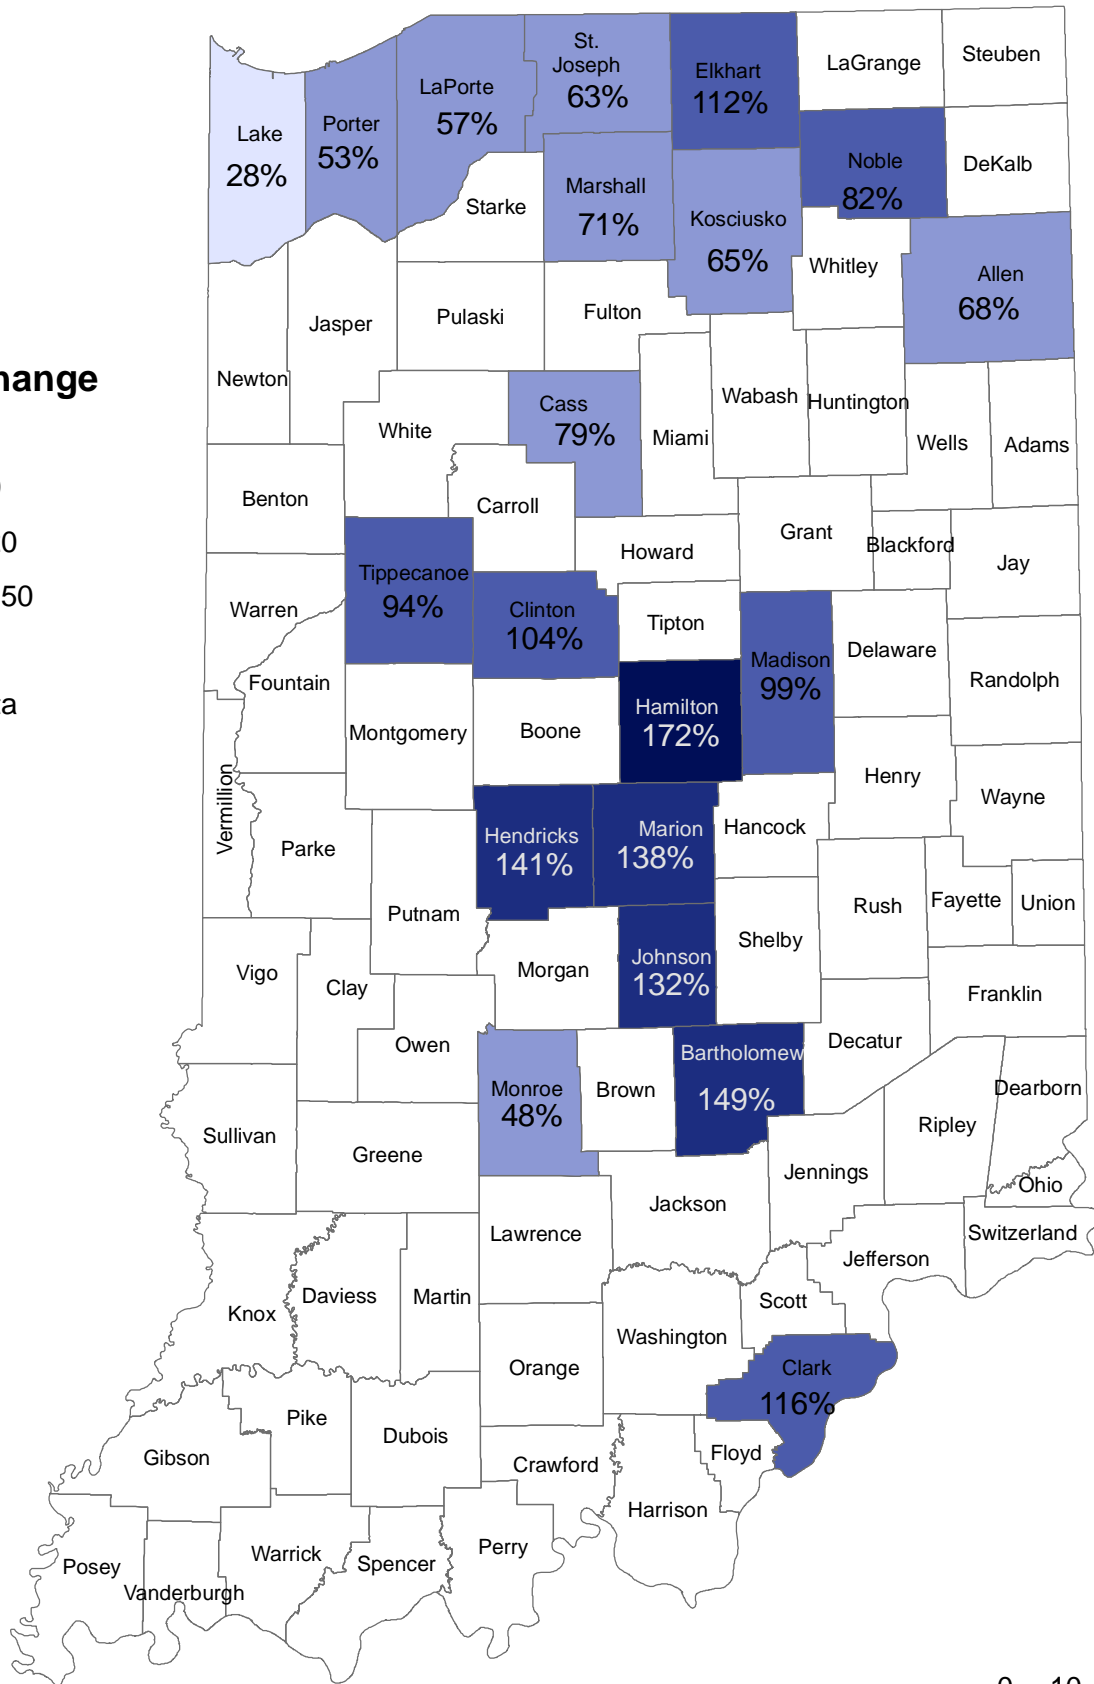 St.
Joseph
63%
Elkhart
112%
LaGrange
Steuben
LaPorte
57%
Lake
28%
Porter
53%
Noble
82%
DeKalb
Marshall
71%
Starke
Kosciusko
65%
Whitley
Allen
68%
Jasper
Pulaski
Fulton
hange
Newton
White
Cass
79%
Miami
Wabash
Huntington
Wells
Adams
Benton
Carroll
Grant
Blackford
Jay
0
50
Howard
Tippecanoe
94%
Clinton
104%
Tipton
Warren
Madison
99%
Delaware
Randolph
Fountain
a
Hamilton
172%
Montgomery
Boone
Henry
Wayne
Vermillion
Parke
Hendricks
141%
Marion
138%
Hancock
Putnam
Rush
Fayette
Union
Shelby
Vigo
Clay
Morgan
Johnson
132%
Franklin
Owen
Decatur
Monroe
48%
Brown
Bartholomew
149%
Dearborn
Ripley
Sullivan
Greene
Jennings
Ohio
Jackson
Lawrence
Switzerland
Jefferson
Knox
Daviess
Martin
Scott
Washington
Orange
Clark
116%
Pike
Dubois
Floyd
Gibson
Crawford
Harrison
Posey
Vanderburgh
Warrick
Spencer
Perry
0 10